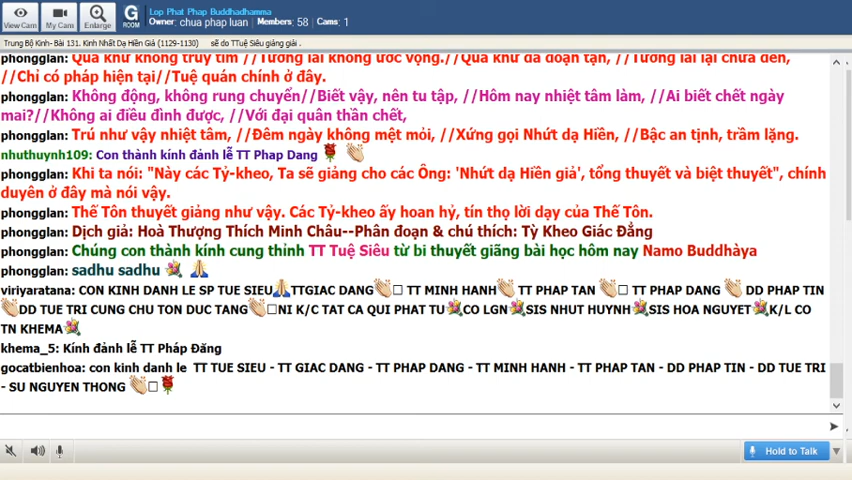 Lop Phat Phap Buddhadhamma
Owner: chua phap luan Members: 58 Cams: 1
View Cam
My Cam
Enlarge
G
ROOM
Trung Bộ Kinh- Bài 131. Kinh Nhất Dạ Hiền Giả (1129-1130) sẽ do TTuệ Siêu giảng giải .
phongglan: Quá khứ không truy tìm //Tương lai không ước vọng.//Quá khứ đã đoạn tận, //Tương lai lại chưa đến,
//Chỉ có pháp hiện tại//Tuệ quán chính ở đây.
phongglan: Không động, không rung chuyển//Biết vậy, nên tu tập, //Hôm nay nhiệt tâm làm, //Ai biết chết ngày
mai?//Không ai điều đình được, //Với đại quân thần chết,
phongglan: Trú như vậy nhiệt tâm, //Đêm ngày không mệt mỏi, //Xứng gọi Nhứt dạ Hiền, //Bậc an tịnh, trầm lặng.
nhuthuynh109: Con thành kính đảnh lễ TT Phap Dang
phongglan: Khi ta nói: "Này các Tỷ-kheo, Ta sẽ giảng cho các Ông: 'Nhứt dạ Hiền giả', tổng thuyết và biệt thuyết", chính
duyên ở đây mà nói vậy.
phongglan: Thế Tôn thuyết giảng như vậy. Các Tỷ-kheo ấy hoan hỷ, tín thọ lời dạy của Thế Tôn.
phongglan: Dịch giả: Hoà Thượng Thích Minh Châu--Phân đoạn & chú thích: Tỳ Kheo Giác Đẳng
phongglan: Chúng con thành kính cung thỉnh TT Tuệ Siêu từ bi thuyết giãng bài học hôm nay Namo Buddhàya
phongglan: sadhu sadhu
viriyaratana: CON KINH DANH LE SP TUE SIEU TTGIAC DANG TT MINH HANH TT PHAP TAN TT PHAP DANG DD PHAP TIN
DD TUE TRI CUNG CHU TON DUC TANG NI K/C TAT CA QUI PHAT TU CO LGN SIS NHUT HUYNH SIS HOA NGUYET K/L CO
TN KHEMA
khema_5: Kính đảnh lễ TT Pháp Đăng
gocatbienhoa: con kinh danh le TT TUE SIEU - TT GIAC DANG - TT PHAP DANG - TT MINH HANH - TT PHAP TAN - DD PHAP TIN - DD TUE TRI
- SU NGUYEN THONG
Hold to Talk